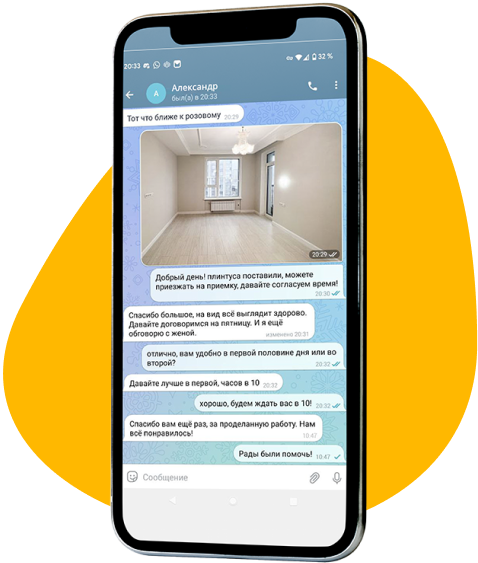 20:33
32 %
А
Александр
был(а) в 20:33
Тот что ближе к розовому 20:29
20:29
Добрый день! плинтуса поставили, можете
приезжать на приемку, давайте согласуем время!
20:30
Спасибо большое, на вид всё выглядит здорово.
Давайте договоримся на пятницу. И я ещё
обговорю с женой.
изменено 20:31
отлично, вам удобно в первой половине дня или во
второй?
20:32
Давайте лучше в первой, часов в 10 20:32
хорошо, будем ждать вас в 10! 20:32
Спасибо вам ещё раз, за проделанную работу. Нам
всё понравилось!
10:47
Рады были помочь! 10:47
Сообщение